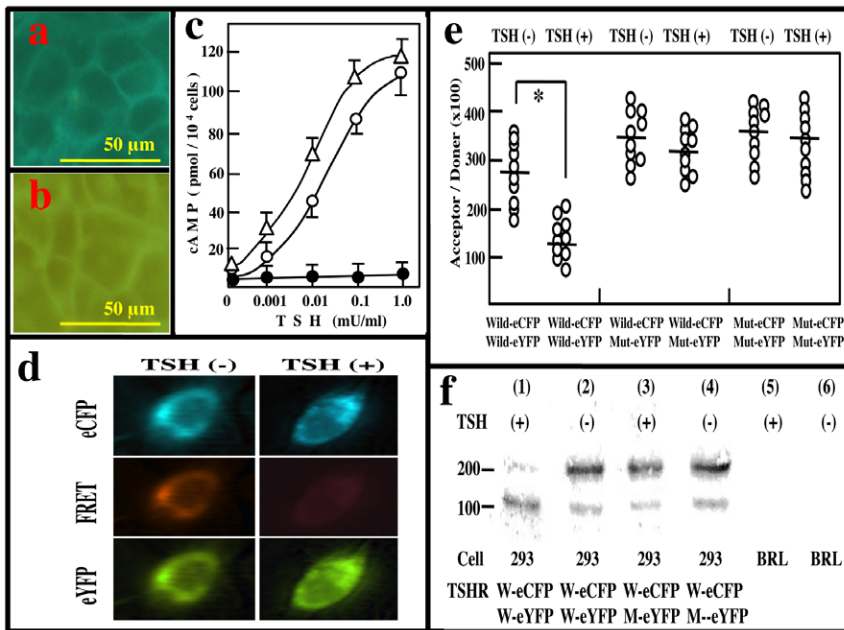 a
50 µm
b
50 µm
c
cAMP ( pmol / 10⁻⁴ cells )
120
100
80
60
40
20
0
0 0.001 0.01 0.1 1.0
T S H (mU/ml)
d
TSH (-) TSH (+)
eCFP
FRET
eYFP
e
TSH (-) TSH (+) TSH (-) TSH (+) TSH (-) TSH (+)
*
Acceptor / Doner (x100)
400
300
200
100
Wild-eCFP Wild-eCFP Wild-eCFP Wild-eCFP Mut-eCFP Mut-eCFP
Wild-eYFP Wild-eYFP Mut-eYFP Mut-eYFP Mut-eYFP Mut-eYFP
f
(1) (2) (3) (4) (5) (6)
TSH (+) (-) (+) (-) (+) (-)
200
100
Cell 293 293 293 293 BRL BRL
TSHR W-eCFP W-eCFP W-eCFP W-eCFP
W-eYFP W-eYFP M-eYFP M--eYFP